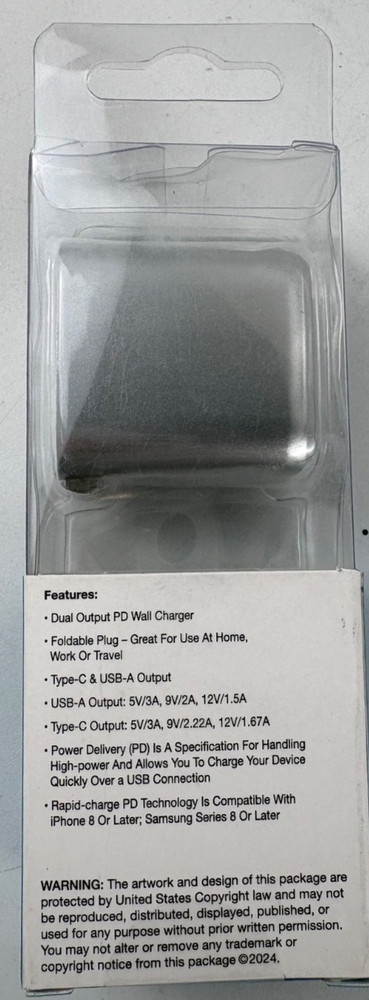 Features:
• Dual Output PD Wall Charger
• Foldable Plug – Great For Use At Home,
Work Or Travel
• Type-C & USB-A Output
• USB-A Output: 5V/3A, 9V/2A, 12V/1.5A
• Type-C Output: 5V/3A, 9V/2.22A, 12V/1.67A
• Power Delivery (PD) Is A Specification For Handling
High-power And Allows You To Charge Your Device
Quickly Over a USB Connection
• Rapid-charge PD Technology Is Compatible With
iPhone 8 Or Later; Samsung Series 8 Or Later
WARNING: The artwork and design of this package are
protected by United States Copyright law and may not
be reproduced, distributed, displayed, published, or
used for any purpose without prior written permission.
You may not alter or remove any trademark or
copyright notice from this package ©2024.